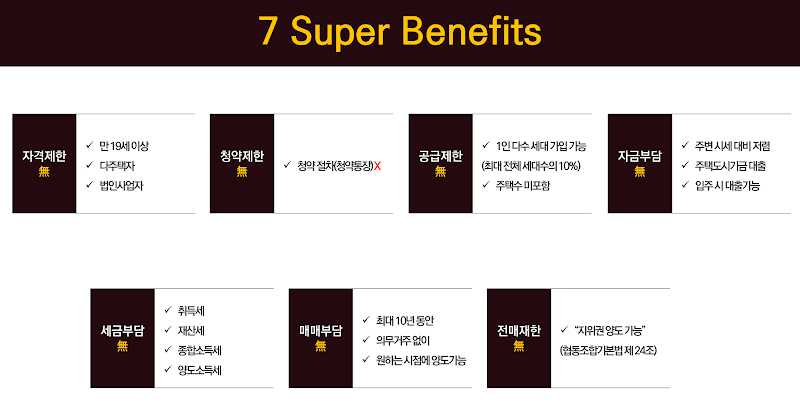 7 Super Benefits
자격제한
無
✓ 만 19세 이상
✓ 다주택자
✓ 법인사업자
청약제한
無
✓ 청약 절차(청약통장) X
공급제한
無
✓ 1인 다수 세대 가입 가능
(최대 전체 세대수의 10%)
✓ 주택수 미포함
자금부담
無
✓ 주변 시세 대비 저렴
✓ 주택도시기금 대출
✓ 입주 시 대출가능
세금부담
無
✓ 취득세
✓ 재산세
✓ 종합소득세
✓ 양도소득세
매매부담
無
✓ 최대 10년 동안
✓ 의무거주 없이
✓ 원하는 시점에 양도가능
전매재한
無
✓ “지위권 양도 가능”
(협동조합기본법 제 24조)